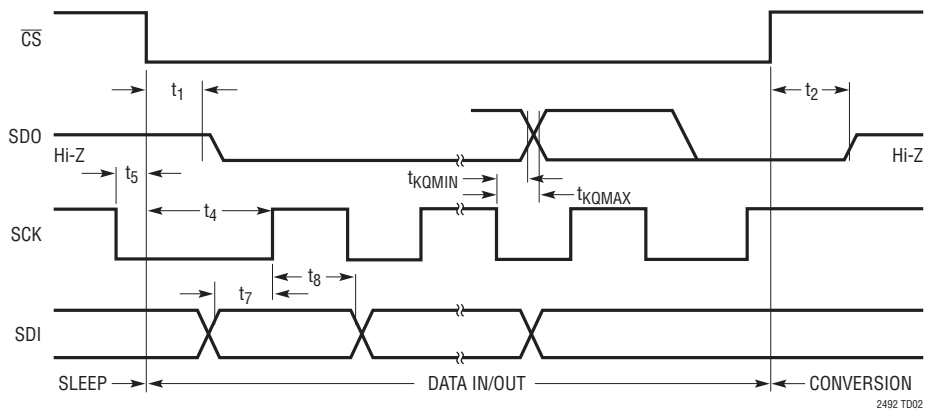 CS
t1
t2
SDO
Hi-Z
Hi-Z
t5
tKQMIN
t4
tKQMAX
SCK
t8
t7
SDI
SLEEP
DATA IN/OUT
CONVERSION
2492 TD02